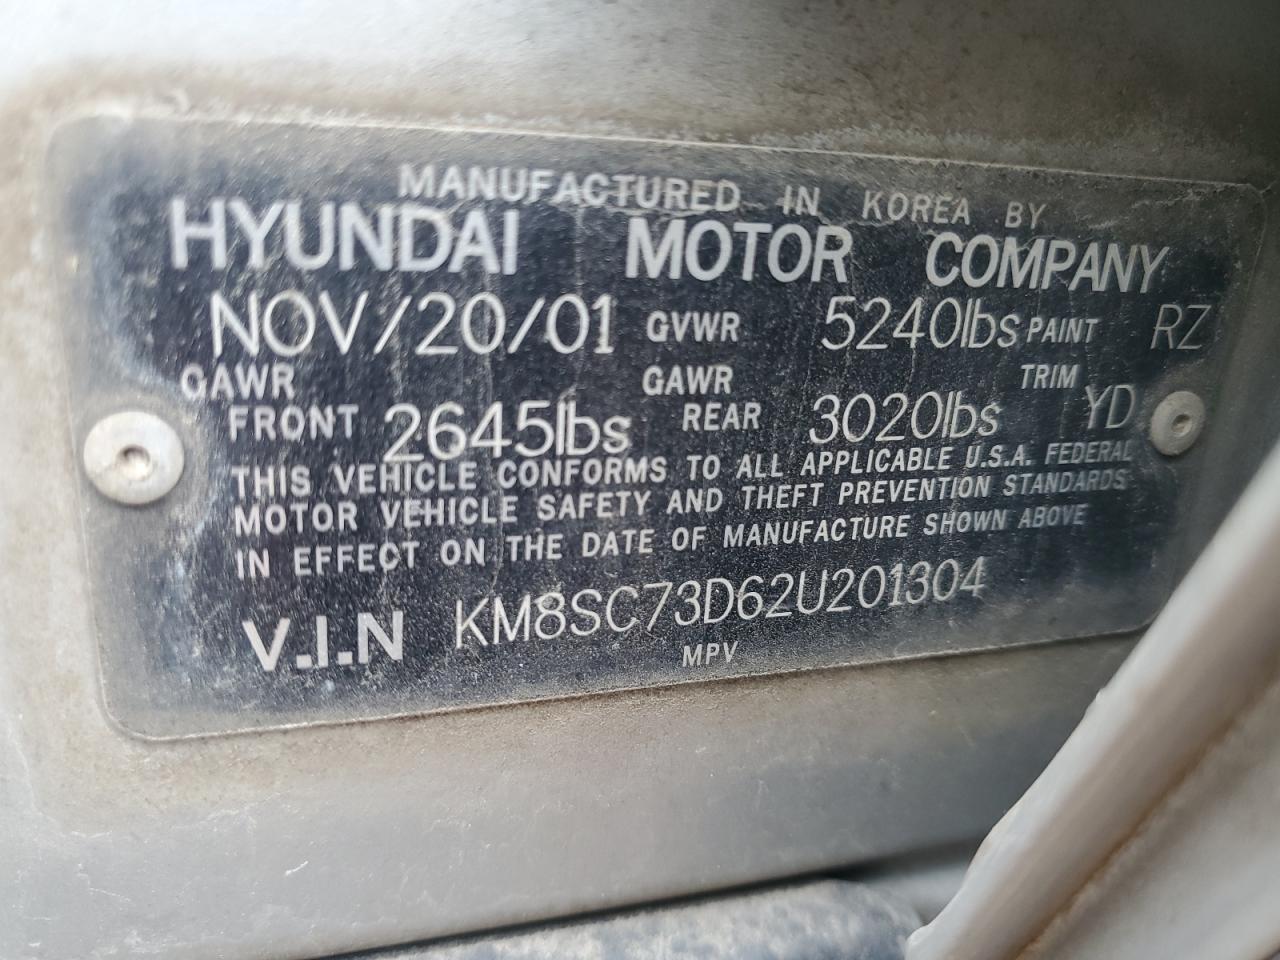 MANUFACTURED IN KOREA BY
HYUNDAI MOTOR COMPANY
NOV/20/01 GVWR 5240lbs PAINT RZ
GAWR GAWR TRIM
FRONT 2645lbs REAR 3020lbs YD
THIS VEHICLE CONFORMS TO ALL APPLICABLE U.S.A. FEDERAL
MOTOR VEHICLE SAFETY AND THEFT PREVENTION STANDARDS
IN EFFECT ON THE DATE OF MANUFACTURE SHOWN ABOVE
V.I.N KM8SC73D62U201304
MPV